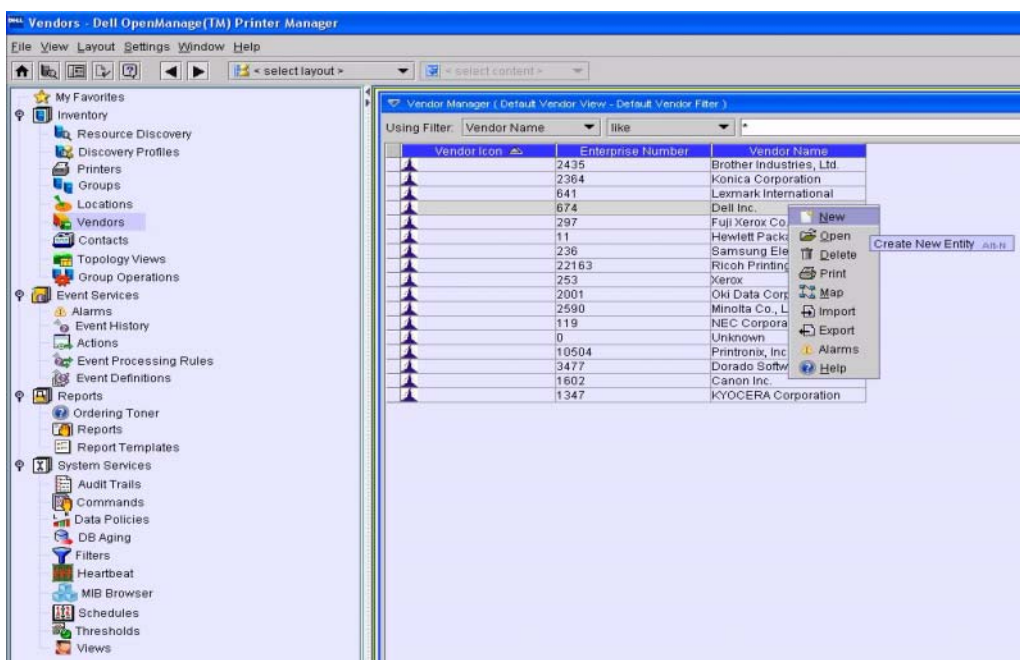 Vendors - Dell OpenManage(TM) Printer Manager
File View Layout Settings Window Help
< select layout > < select content >
My Favorites
Inventory
Resource Discovery
Discovery Profiles
Printers
Groups
Locations
Vendors
Contacts
Topology Views
Group Operations
Event Services
Alarms
Event History
Actions
Event Processing Rules
Event Definitions
Reports
Ordering Toner
Reports
Report Templates
System Services
Audit Trails
Commands
Data Policies
DB Aging
Filters
Heartbeat
MIB Browser
Schedules
Thresholds
Views
Vendor Manager ( Default Vendor View - Default Vendor Filter )
Using Filter: Vendor Name like *
Vendor Icon Enterprise Number Vendor Name
2435 Brother Industries, Ltd.
2364 Konica Corporation
641 Lexmark International
674 Dell Inc.
297 Fuji Xerox Co
11 Hewlett Packa
236 Samsung Ele
22163 Ricoh Printing
253 Xerox
2001 Oki Data Corp
2590 Minolta Co., L
119 NEC Corpora
0 Unknown
10504 Printronix, Inc
3477 Dorado Softw
1602 Canon Inc.
1347 KYOCERA Corporation
New
Open
Delete
Print
Map
Import
Export
Alarms
Help
Create New Entity Alt-N